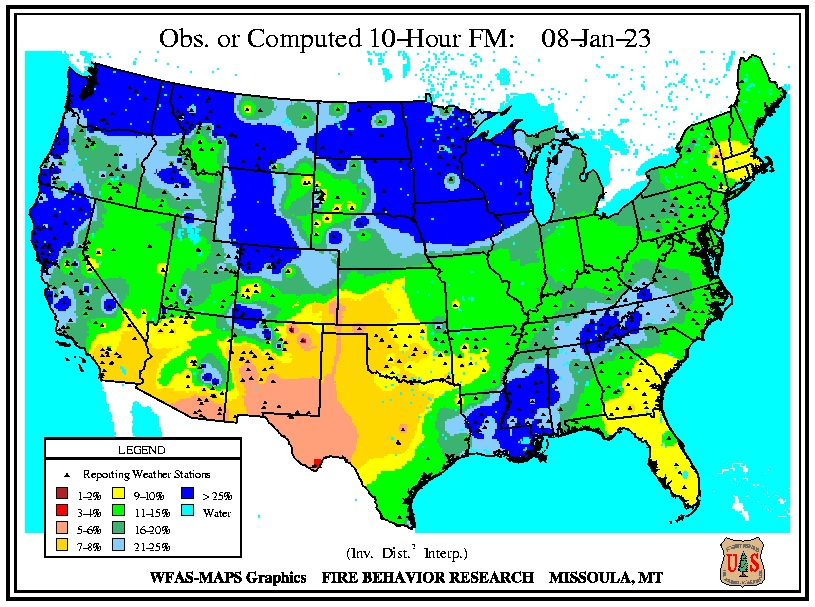 Obs. or Computed 10-Hour FM: 08-Jan-23
LEGEND
Reporting Weather Stations
1-2% 9-10% > 25%
3-4% 11-15% Water
5-6% 16-20%
7-8% 21-25%
(Inv. Dist.² Interp.)
WFAS-MAPS Graphics FIRE BEHAVIOR RESEARCH MISSOULA, MT
U S